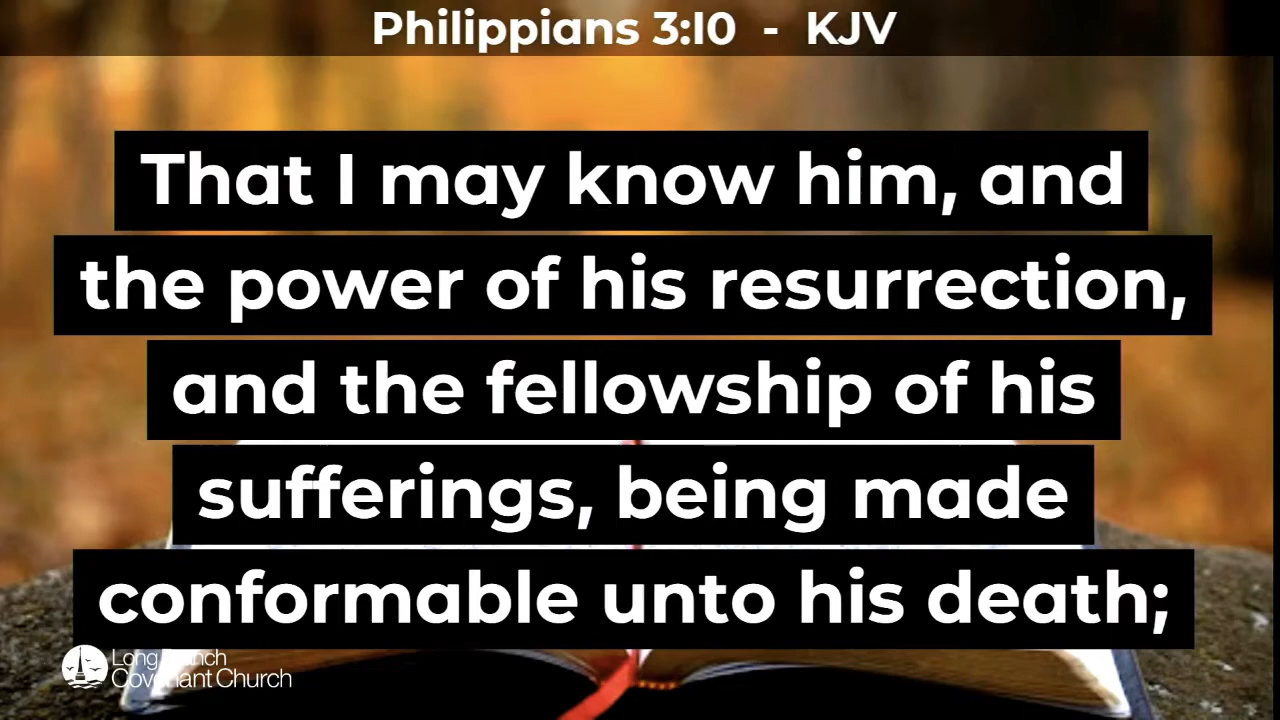 Philippians 3:10 - KJV
That I may know him, and
the power of his resurrection,
and the fellowship of his
sufferings, being made
conformable unto his death;
Long
Covenant Church